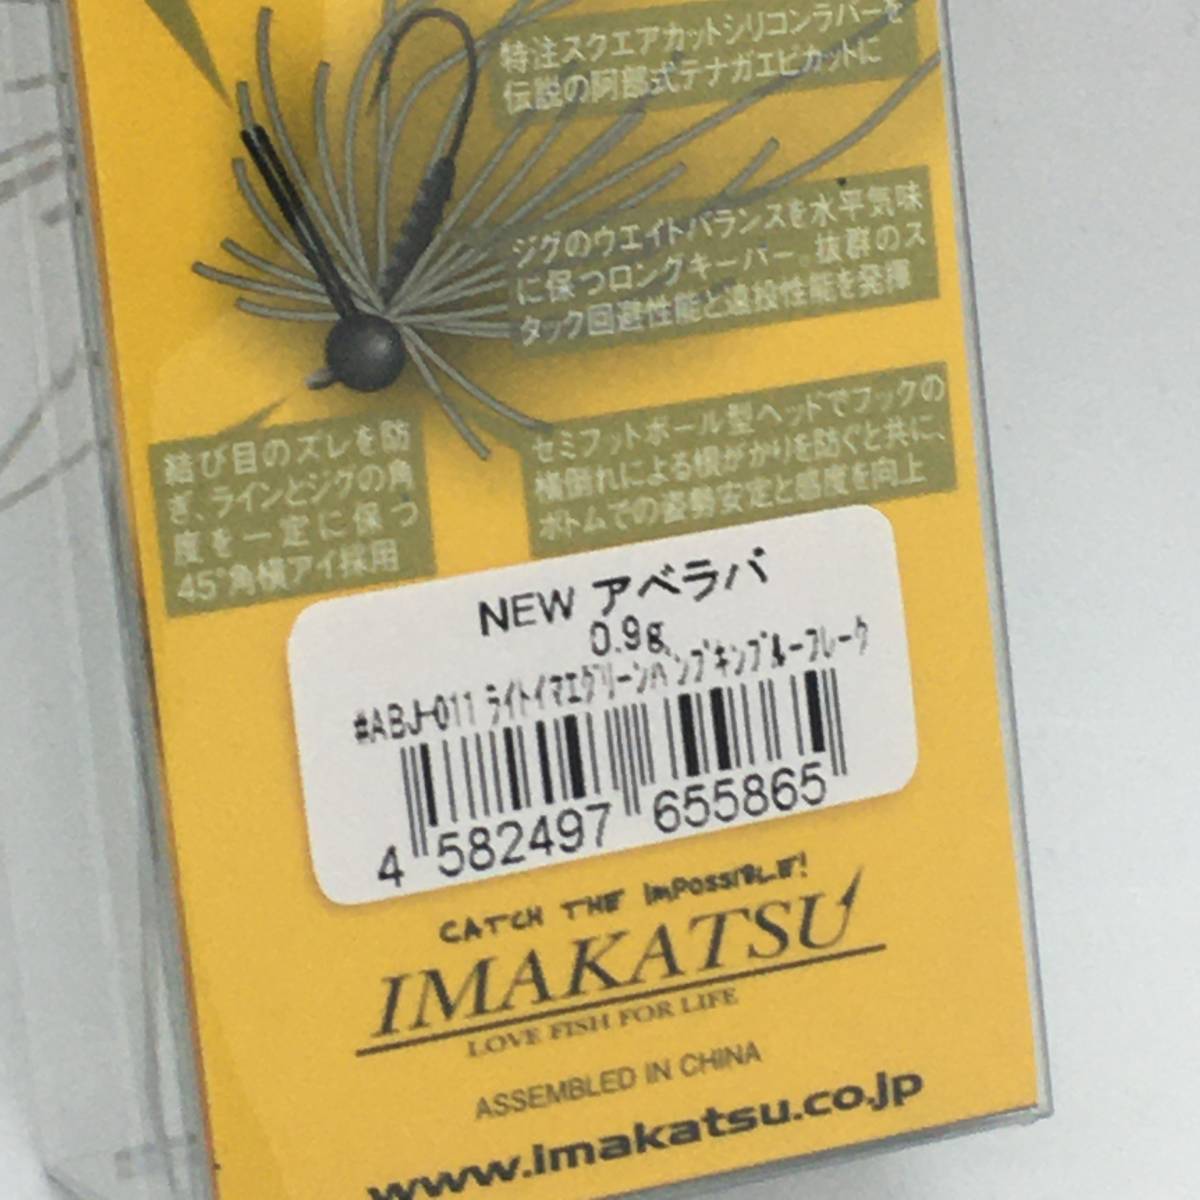 特注スクエアカットシリコンラバーを
伝説の阿部式テナガエビカットに
ジグのウエイトバランスを水平気味
に保つロングキーパー。抜群のス
タック回避性能と遠投性能を発揮
結び目のズレを防
ぎ、ラインとジグの角
度を一定に保つ
45°角横アイ採用
セミフットボール型ヘッドでフックの
横倒れによる根がかりを防ぐと共に、
ボトムでの姿勢安定と感度を向上
NEW アベラバ
0.9g
#ABJ-011 ライトイマエグリーンパンプキンブルーフレーク
4 582497 655865
CATCH THE IMPOSSIBLE!
IMAKATSU
LOVE FISH FOR LIFE
ASSEMBLED IN CHINA
www.imakatsu.co.jp